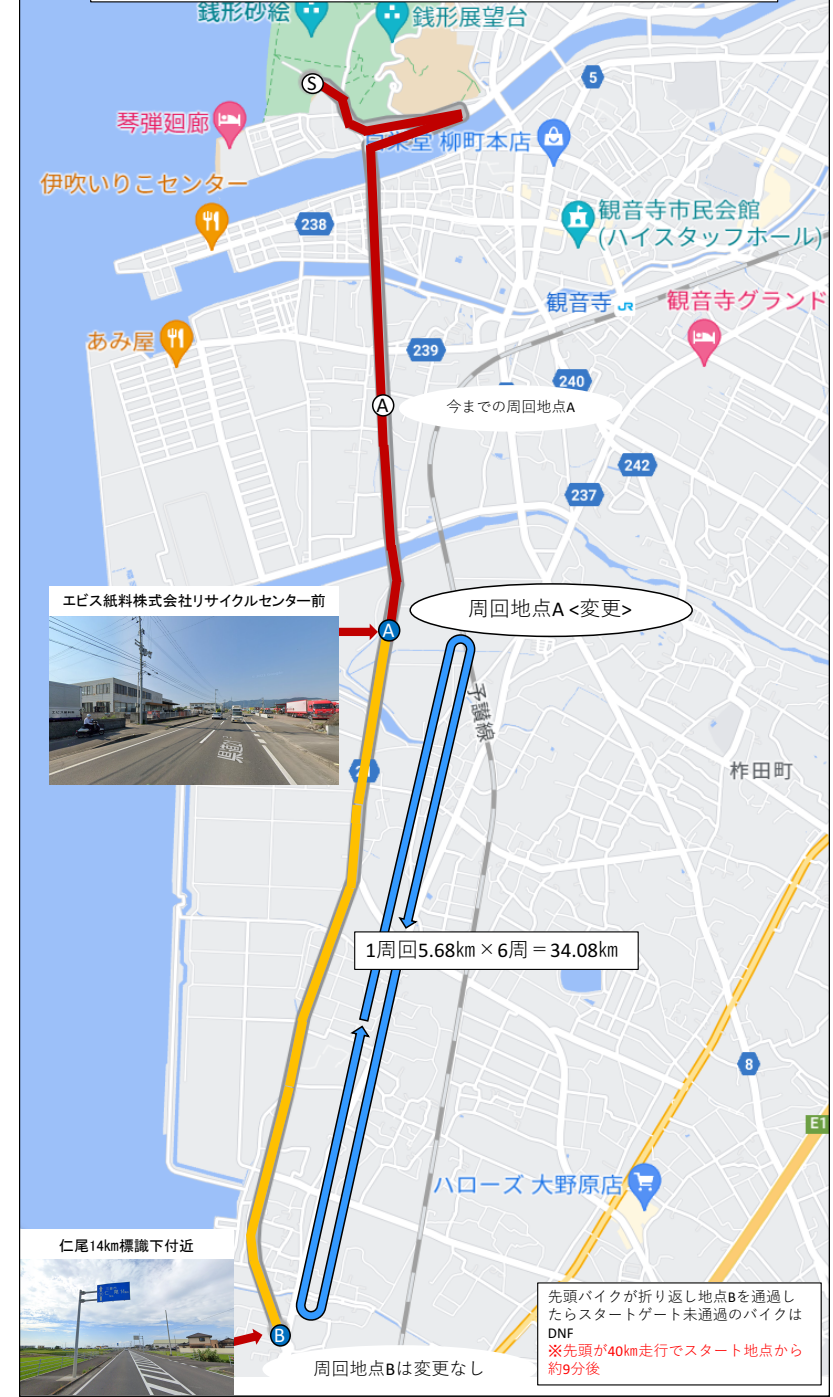 銭形砂絵
銭形展望台
S
5
琴弾廻廊
柳町本店
伊吹いりこセンター
観音寺市民会館
(ハイスタッフホール)
238
観音寺 JR
観音寺グランド
あみ屋
239
240
A
今までの周回地点A
242
237
エビス紙料株式会社リサイクルセンター前
周回地点A <変更>
A
予讃線
柞田町
1周回5.68㎞×6周＝34.08㎞
8
E1
ハローズ 大野原店
仁尾14km標識下付近
先頭バイクが折り返し地点Bを通過し
たらスタートゲート未通過のバイクは
DNF
※先頭が40㎞走行でスタート地点から
約9分後
B
周回地点Bは変更なし